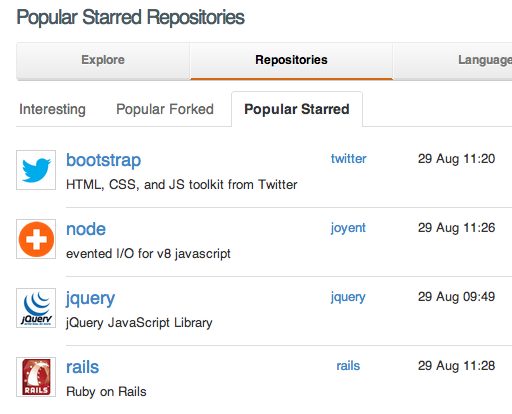 Popular Starred Repositories
Explore Repositories Language
Interesting Popular Forked Popular Starred
bootstrap twitter 29 Aug 11:20
HTML, CSS, and JS toolkit from Twitter
node joyent 29 Aug 11:26
evented I/O for v8 javascript
jquery jquery 29 Aug 09:49
jQuery
jQuery JavaScript Library
rails rails 29 Aug 11:28
RAILS
Ruby on Rails